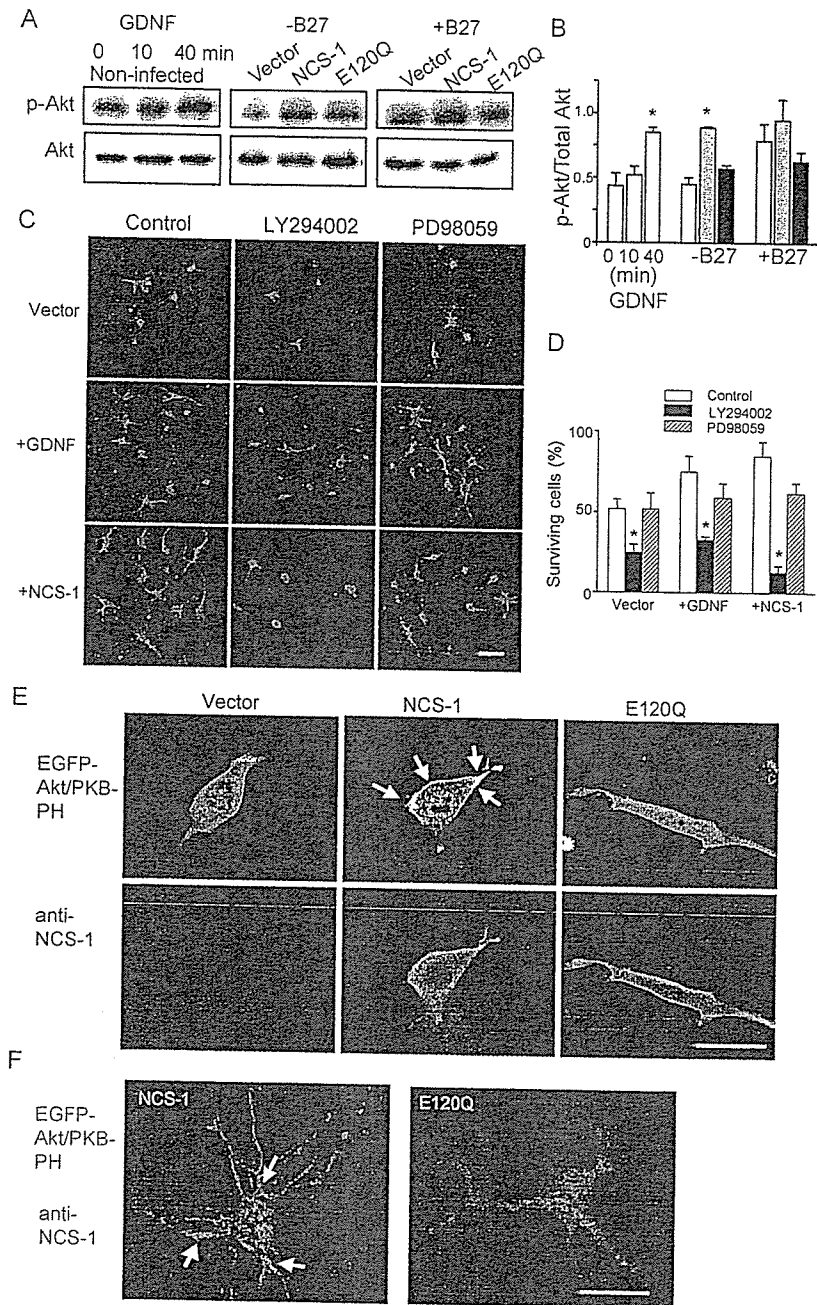 A
GDNF
-B27
+B27
0 10 40 min
Non-infected
Vector
NCS-1
E120Q
Vector
NCS-1
E120Q
p-Akt
Akt
B
p-Akt/Total Akt
1.0
0.5
0
*
*
0 10 40
(min)
GDNF
-B27
+B27
C
Control
LY294002
PD98059
Vector
+GDNF
+NCS-1
D
Control
LY294002
PD98059
Surviving cells (%)
100
50
0
*
*
*
Vector
+GDNF
+NCS-1
E
Vector
NCS-1
E120Q
EGFP-
Akt/PKB-
PH
anti-
NCS-1
F
NCS-1
E120Q
EGFP-
Akt/PKB-
PH
anti-
NCS-1